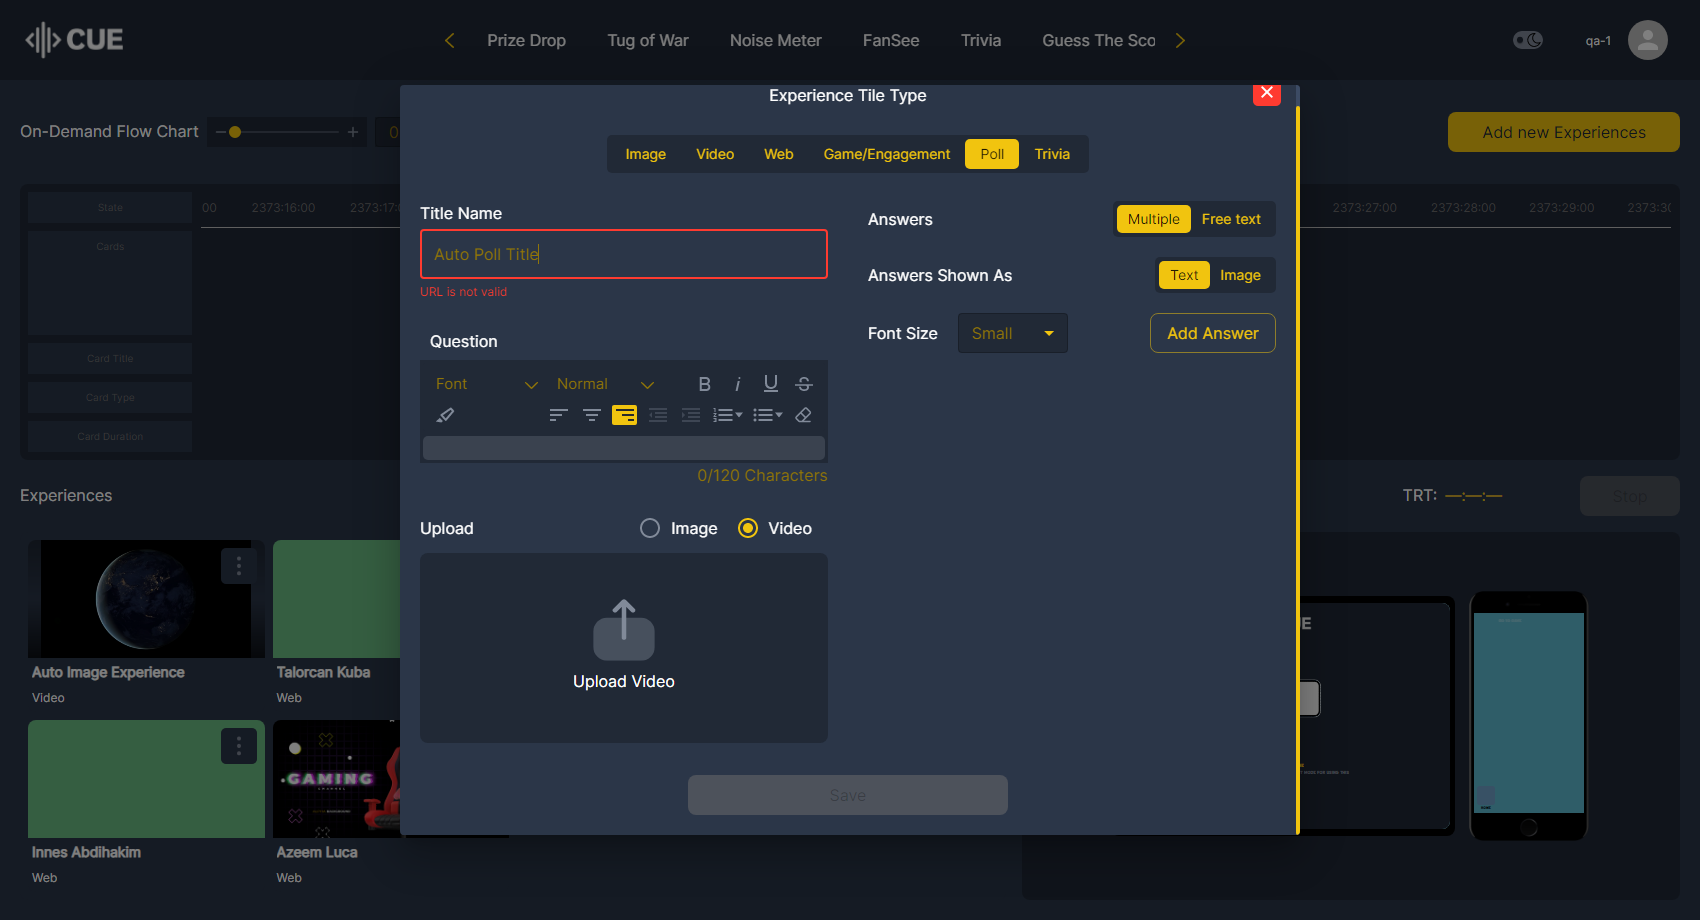 CUE
Prize Drop
Tug of War
Noise Meter
FanSee
Trivia
Guess The Sco
qa-1
On-Demand Flow Chart
0
Add new Experiences
State
Cards
Card Title
Card Type
Card Duration
00
2373:16:00
2373:17:0
2373:27:00
2373:28:00
2373:29:00
2373:30
Experience Tile Type
Image
Video
Web
Game/Engagement
Poll
Trivia
Title Name
Auto Poll Title
URL is not valid
Question
Font
Normal
B
i
U
S
0/120 Characters
Upload
Image
Video
Upload Video
Answers
Multiple
Free text
Answers Shown As
Text
Image
Font Size
Small
Add Answer
Save
Experiences
TRT: —:—:—
Stop
Auto Image Experience
Video
Talorcan Kuba
Web
Innes Abdihakim
Web
GAMING
Azeem Luca
Web
UE